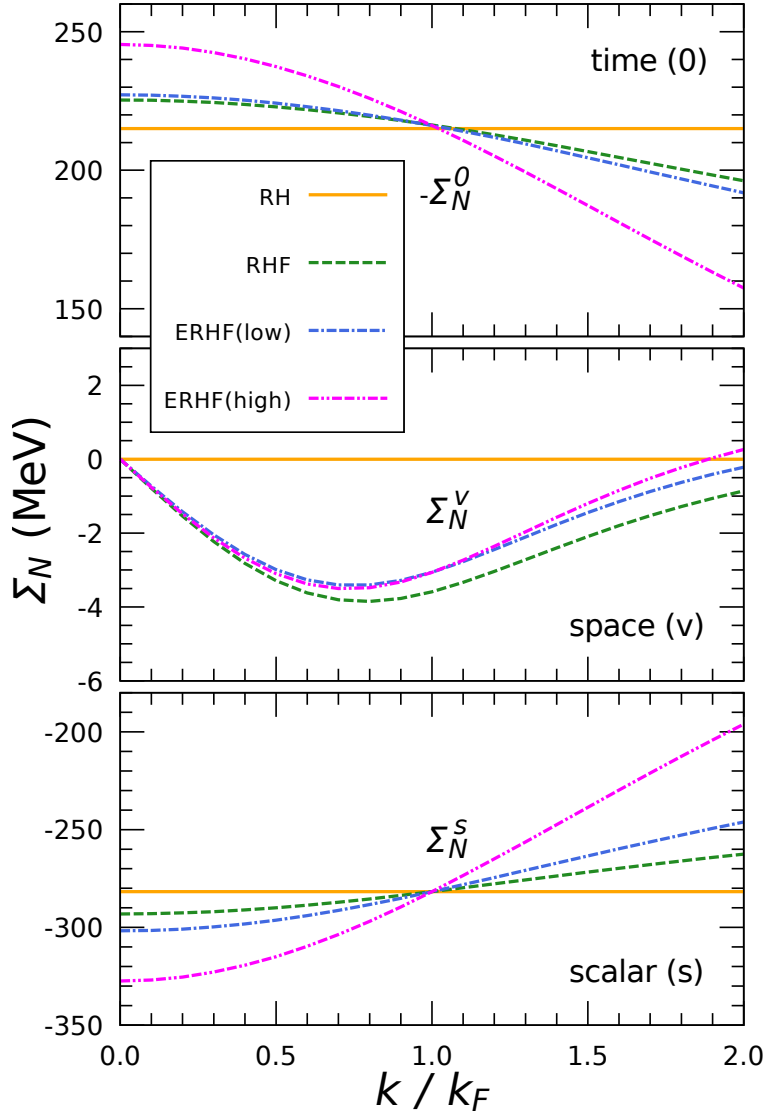 250
time (0)
200
-Σ_N^0
150
RH
RHF
ERHF(low)
ERHF(high)
2
0
Σ_N^v
-2
-4
space (v)
-6
Σ_N (MeV)
-200
-250
Σ_N^s
-300
scalar (s)
-350
0.0 0.5 1.0 1.5 2.0
k / k_F